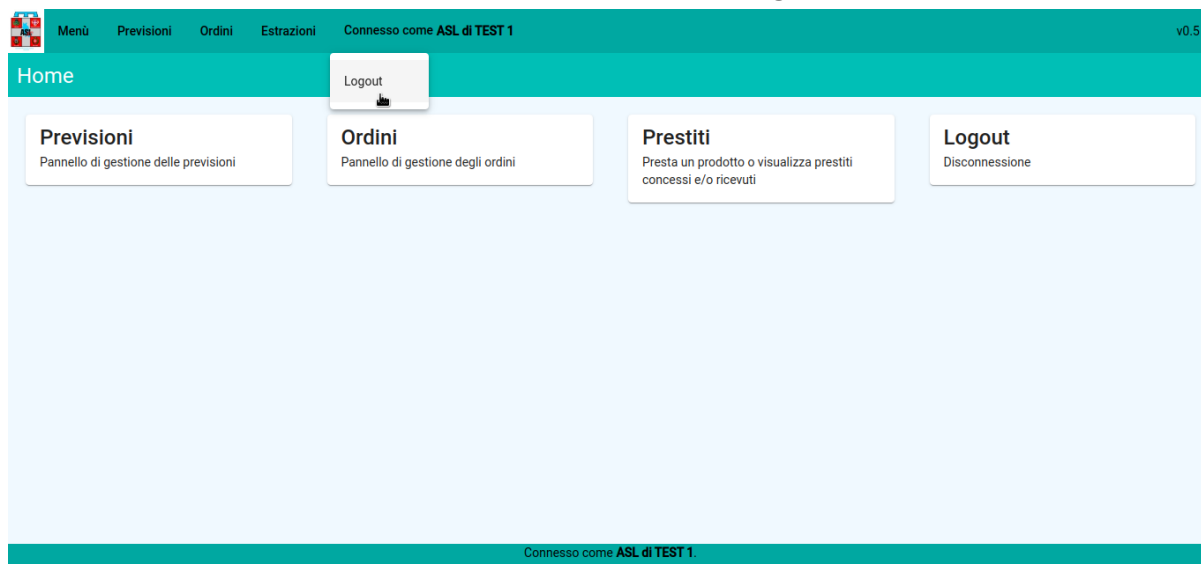 ASL
Menù Previsioni Ordini Estrazioni Connesso come ASL di TEST 1 v0.5
Home
Logout
Previsioni
Pannello di gestione delle previsioni
Ordini
Pannello di gestione degli ordini
Prestiti
Presta un prodotto o visualizza prestiti
concessi e/o ricevuti
Logout
Disconnessione
Connesso come ASL di TEST 1.